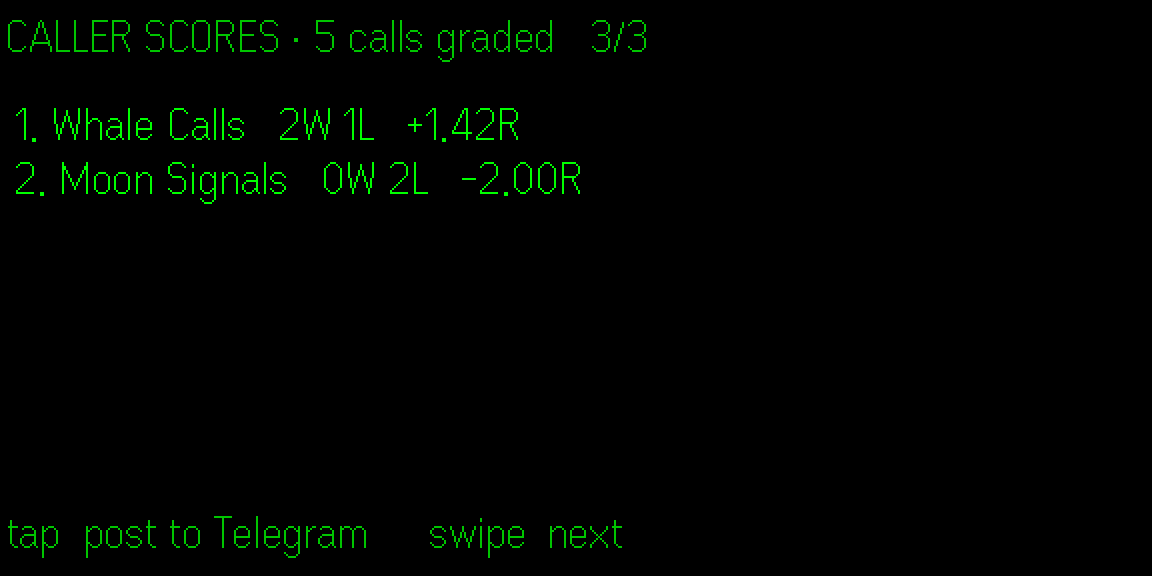 CALLER SCORES · 5 calls graded 3/3
1. Whale Calls 2W 1L +1.42R
2. Moon Signals 0W 2L -2.00R
tap post to Telegram swipe next